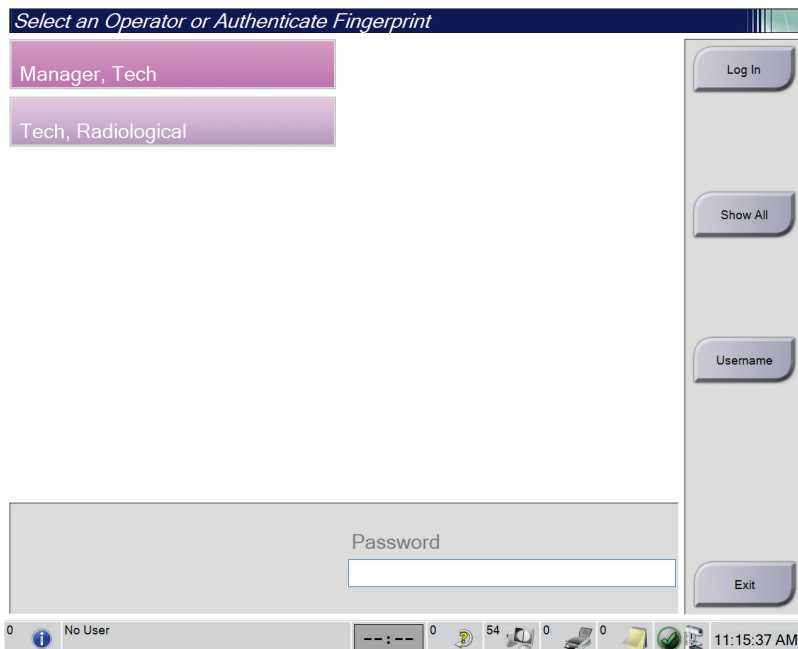 Select an Operator or Authenticate Fingerprint
Manager, Tech
Log In
Tech, Radiological
Show All
Username
Password
Exit
0 No User --:-- 0 54 0 0 11:15:37 AM